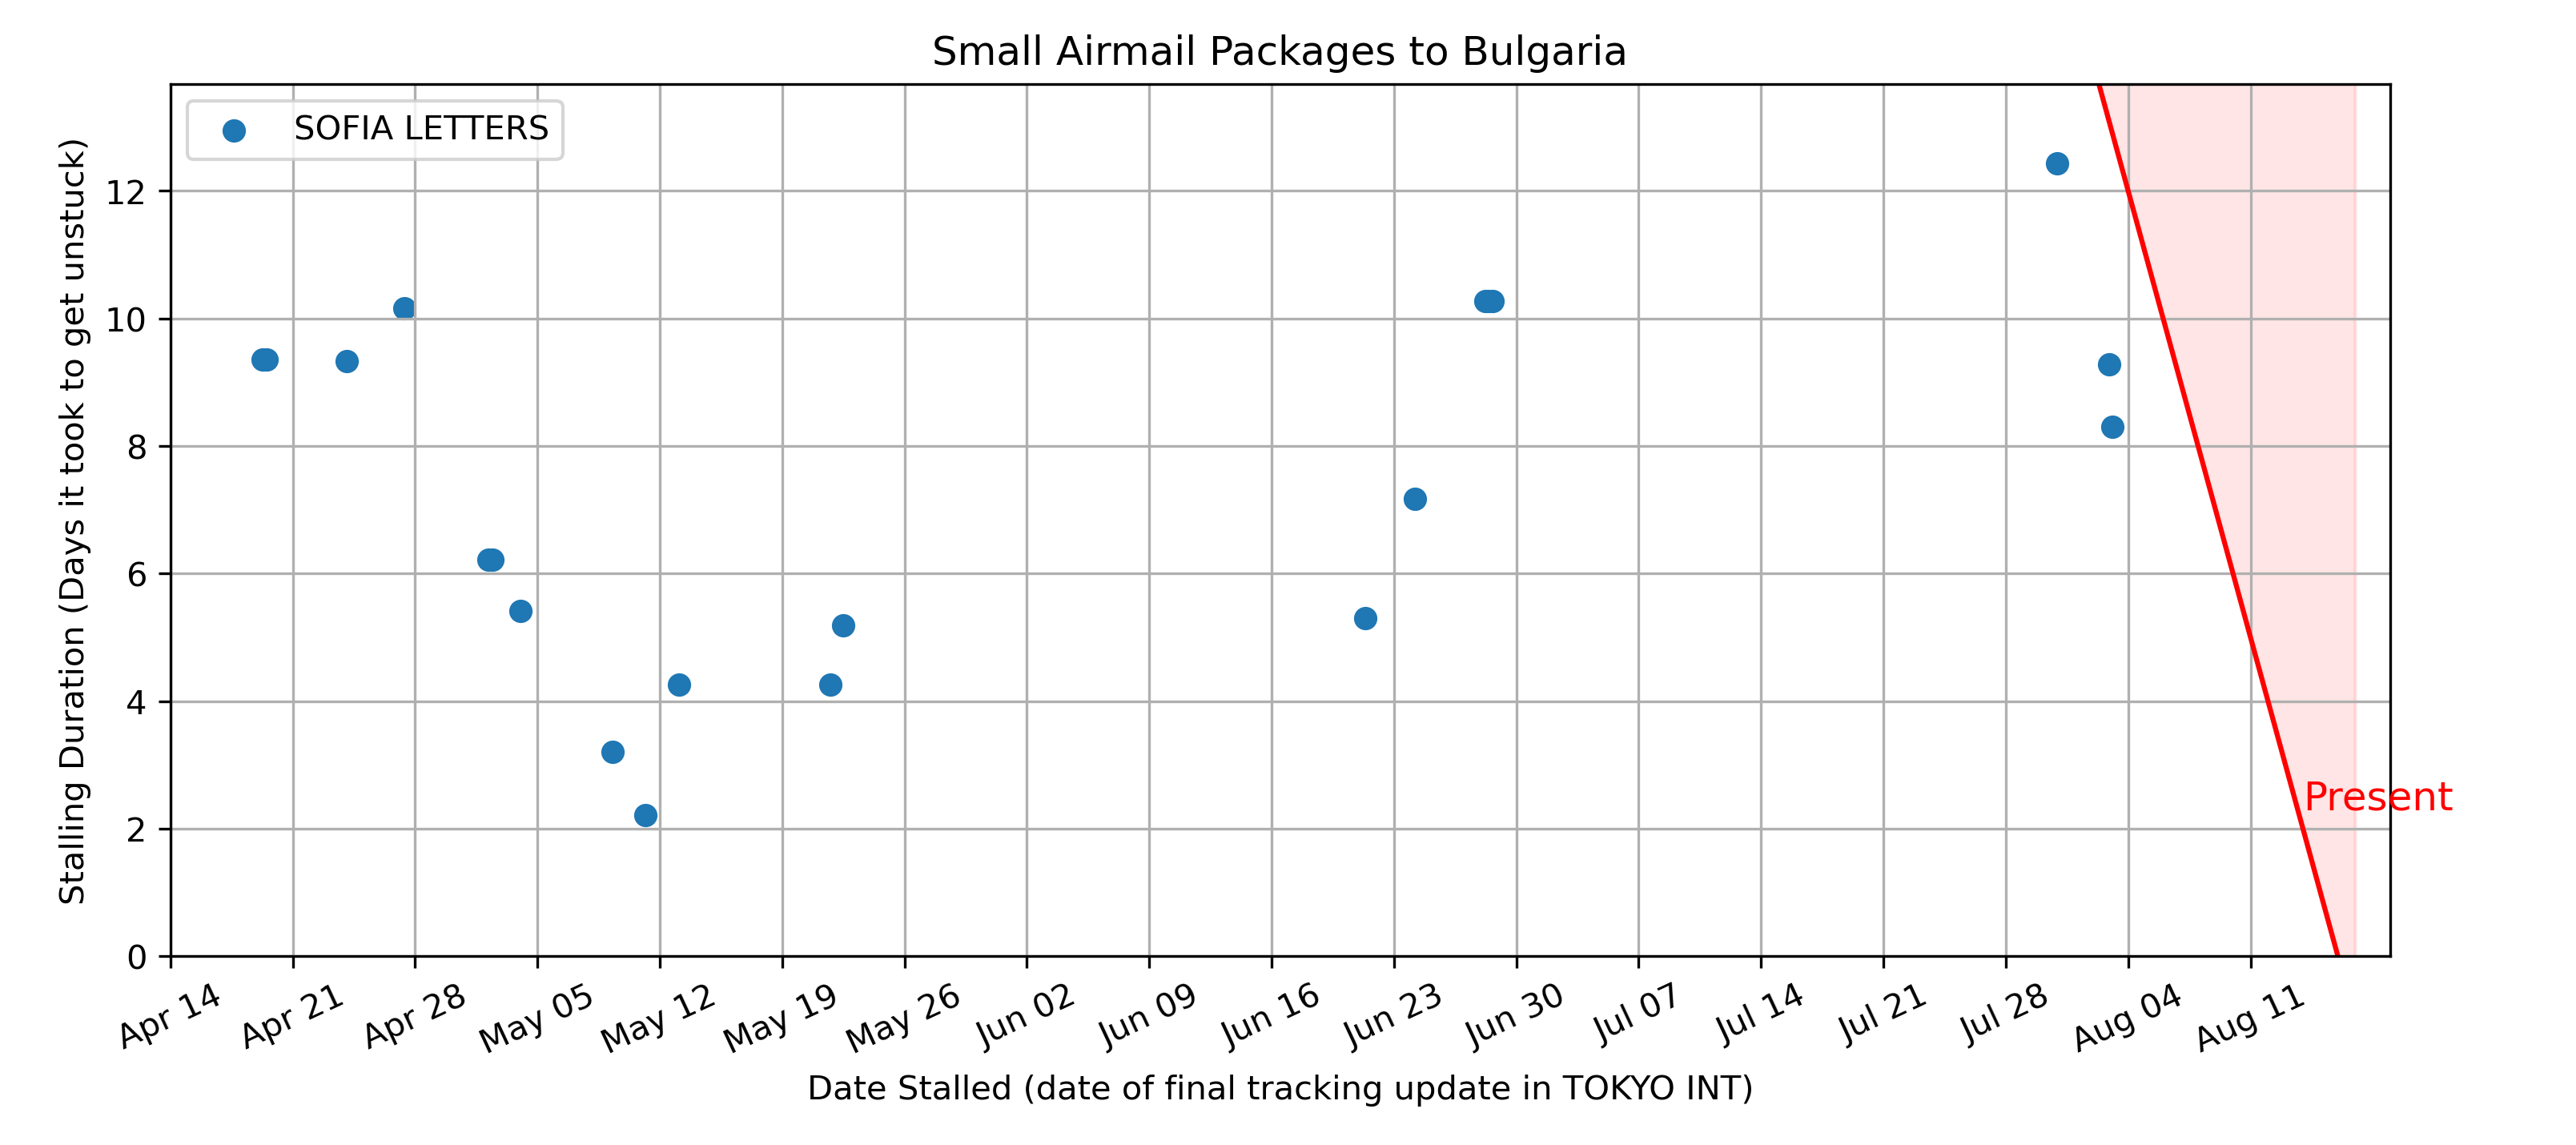 Small Airmail Packages to Bulgaria
SOFIA LETTERS
Stalling Duration (Days it took to get unstuck)
12
10
8
6
4
2
0
Present
Apr 14
Apr 21
Apr 28
May 05
May 12
May 19
May 26
Jun 02
Jun 09
Jun 16
Jun 23
Jun 30
Jul 07
Jul 14
Jul 21
Jul 28
Aug 04
Aug 11
Date Stalled (date of final tracking update in TOKYO INT)